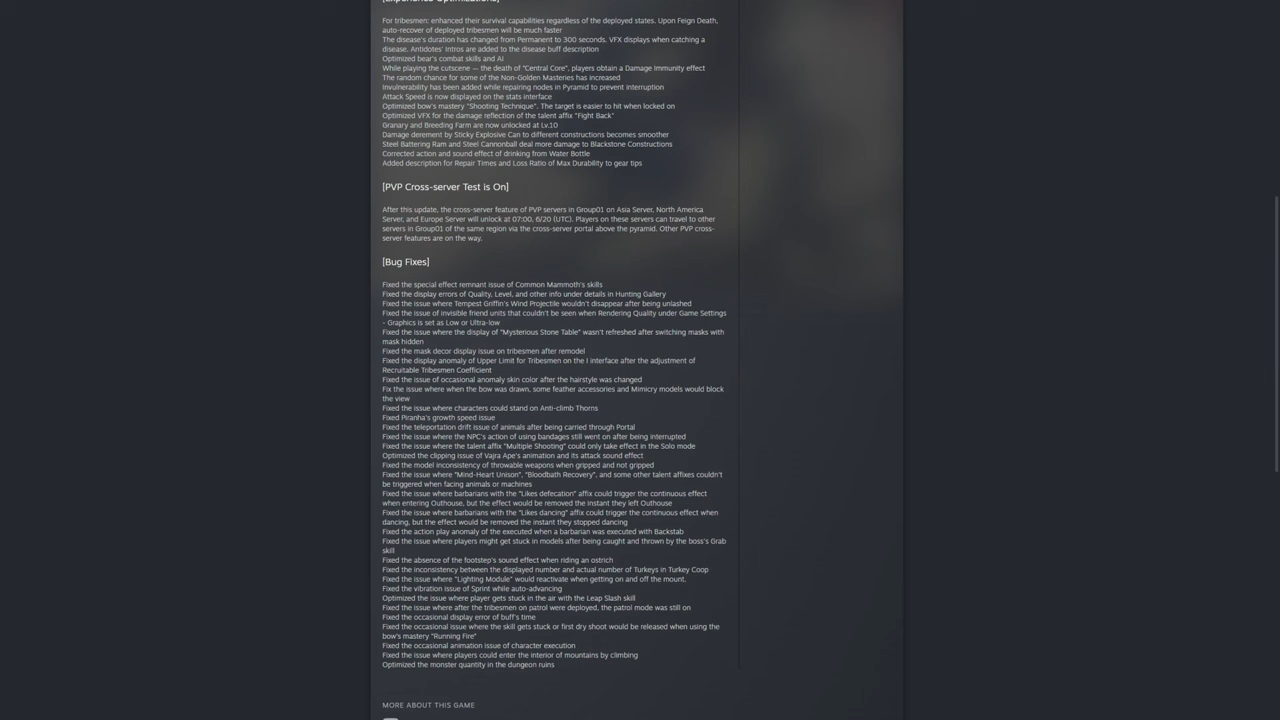 [Experience Optimizations]
For tribesmen: enhanced their survival capabilities regardless of the deployed states. Upon Feign Death,
auto-recover of deployed tribesmen will be much faster
The disease's duration has changed from Permanent to 300 seconds. VFX displays when catching a
disease. Antidotes' Intros are added to the disease buff description
Optimized bear's combat skills and AI
While playing the cutscene — the death of "Central Core", players obtain a Damage Immunity effect
The random chance for some of the Non-Golden Masteries has increased
Invulnerability has been added while repairing nodes in Pyramid to prevent interruption
Attack Speed is now displayed on the stats interface
Optimized bow's mastery "Shooting Technique". The target is easier to hit when locked on
Optimized VFX for the damage reflection of the talent affix "Fight Back"
Granary and Breeding Farm are now unlocked at Lv.10
Damage derement by Sticky Explosive Can to different constructions becomes smoother
Steel Battering Ram and Steel Cannonball deal more damage to Blackstone Constructions
Corrected action and sound effect of drinking from Water Bottle
Added description for Repair Times and Loss Ratio of Max Durability to gear tips
[PVP Cross-server Test is On]
After this update, the cross-server feature of PVP servers in Group01 on Asia Server, North America
Server, and Europe Server will unlock at 07:00, 6/20 (UTC). Players on these servers can travel to other
servers in Group01 of the same region via the cross-server portal above the pyramid. Other PVP cross-
server features are on the way.
[Bug Fixes]
Fixed the special effect remnant issue of Common Mammoth's skills
Fixed the display errors of Quality, Level, and other info under details in Hunting Gallery
Fixed the issue where Tempest Griffin's Wind Projectile wouldn't disappear after being unlashed
Fixed the issue of invisible friend units that couldn't be seen when Rendering Quality under Game Settings
- Graphics is set as Low or Ultra-low
Fixed the issue where the display of "Mysterious Stone Table" wasn't refreshed after switching masks with
mask hidden
Fixed the mask decor display issue on tribesmen after remodel
Fixed the display anomaly of Upper Limit for Tribesmen on the I interface after the adjustment of
Recruitable Tribesmen Coefficient
Fixed the issue of occasional anomaly skin color after the hairstyle was changed
Fix the issue where when the bow was drawn, some feather accessories and Mimicry models would block
the view
Fixed the issue where characters could stand on Anti-climb Thorns
Fixed Piranha's growth speed issue
Fixed the teleportation drift issue of animals after being carried through Portal
Fixed the issue where the NPC's action of using bandages still went on after being interrupted
Fixed the issue where the talent affix "Multiple Shooting" could only take effect in the Solo mode
Optimized the clipping issue of Vajra Ape's animation and its attack sound effect
Fixed the model inconsistency of throwable weapons when gripped and not gripped
Fixed the issue where "Mind-Heart Unison", "Bloodbath Recovery", and some other talent affixes couldn't
be triggered when facing animals or machines
Fixed the issue where barbarians with the "Likes defecation" affix could trigger the continuous effect
when entering Outhouse, but the effect would be removed the instant they left Outhouse
Fixed the issue where barbarians with the "Likes dancing" affix could trigger the continuous effect when
dancing, but the effect would be removed the instant they stopped dancing
Fixed the action play anomaly of the executed when a barbarian was executed with Backstab
Fixed the issue where players might get stuck in models after being caught and thrown by the boss's Grab
skill
Fixed the absence of the footstep's sound effect when riding an ostrich
Fixed the inconsistency between the displayed number and actual number of Turkeys in Turkey Coop
Fixed the issue where "Lighting Module" would reactivate when getting on and off the mount.
Fixed the vibration issue of Sprint while auto-advancing
Optimized the issue where player gets stuck in the air with the Leap Slash skill
Fixed the issue where after the tribesmen on patrol were deployed, the patrol mode was still on
Fixed the occasional display error of buff's time
Fixed the occasional issue where the skill gets stuck or first dry shoot would be released when using the
bow's mastery "Running Fire"
Fixed the occasional animation issue of character execution
Fixed the issue where players could enter the interior of mountains by climbing
Optimized the monster quantity in the dungeon ruins
MORE ABOUT THIS GAME